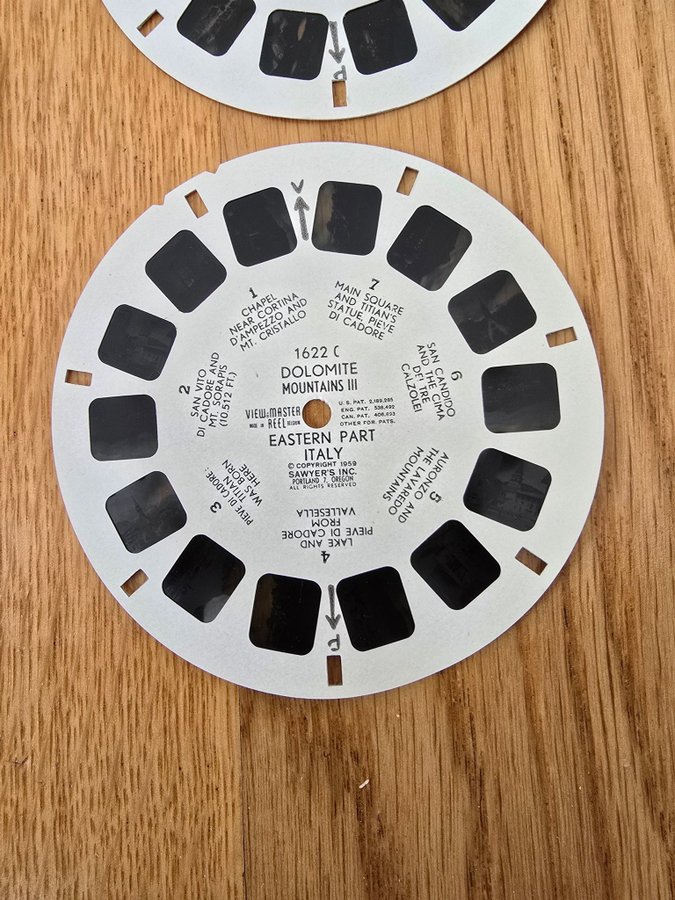 1622 C
DOLOMITE
MOUNTAINS III
VIEW-MASTER
MADE IN REEL BELGIUM
U.S. PAT. 2,189,285
ENG. PAT. 538,492
CAN. PAT. 406,823
OTHER FOR. PATS.
EASTERN PART
ITALY
© COPYRIGHT 1959
SAWYER'S INC.
PORTLAND 7, OREGON
ALL RIGHTS RESERVED
1
CHAPEL
NEAR CORTINA
D'AMPEZZO AND
MT. CRISTALLO
2
SAN VITO
DI CADORE AND
MT. SORAPIS
(10,512 FT.)
3
PIEVE DI CADORE:
TITIAN
WAS BORN
HERE
4
LAKE AND
PIEVE DI CADORE
FROM
VALLESELLA
5
AURONZO AND
THE LAVAREDO
MOUNTAINS
6
SAN CANDIDO
AND THE CIMA
DEI TRE
CALZOLEI
7
MAIN SQUARE
AND TITIAN'S
STATUE, PIEVE
DI CADORE